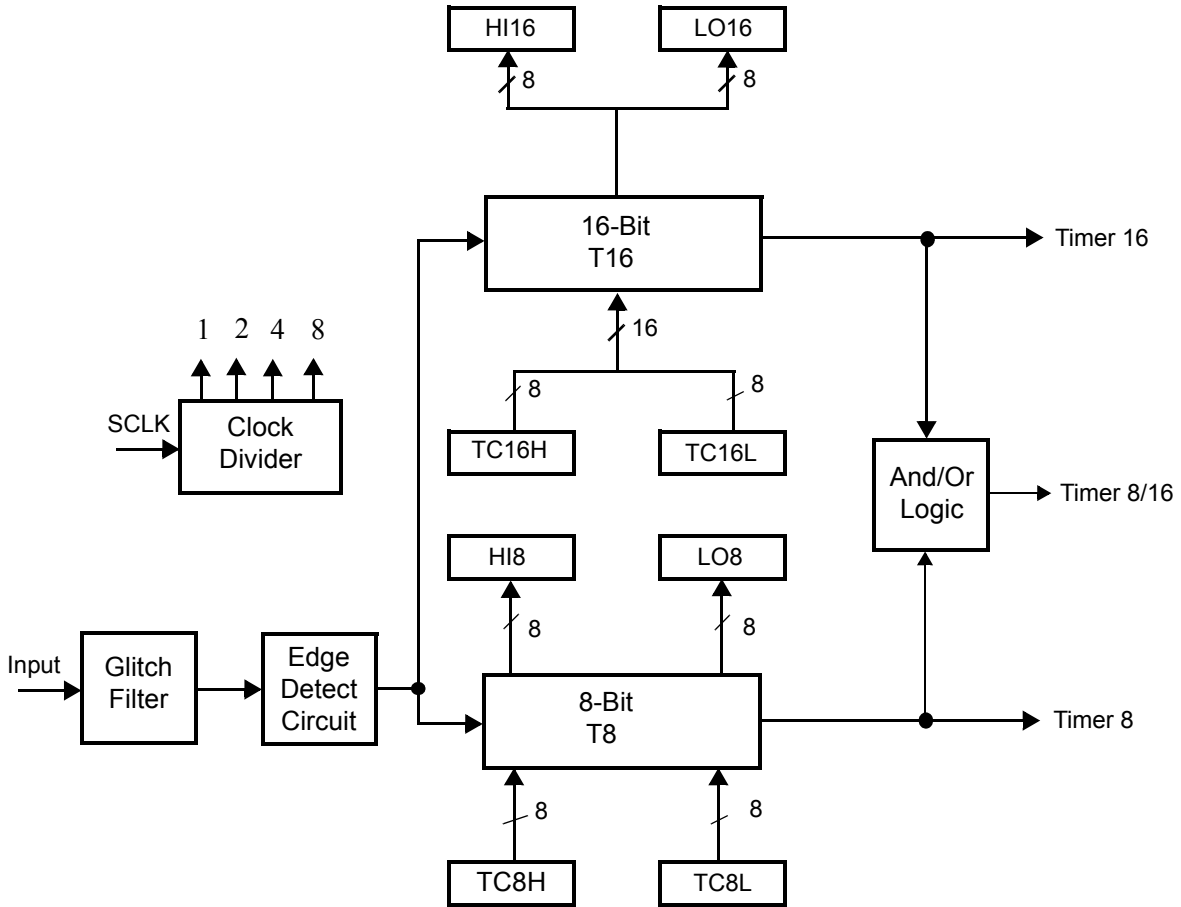 HI16
LO16
8
8
16-Bit
T16
Timer 16
16
1 2 4 8
8
8
SCLK
Clock
Divider
TC16H
TC16L
And/Or
Logic
Timer 8/16
HI8
LO8
8
8
Input
Glitch
Filter
Edge
Detect
Circuit
8-Bit
T8
Timer 8
8
8
TC8H
TC8L